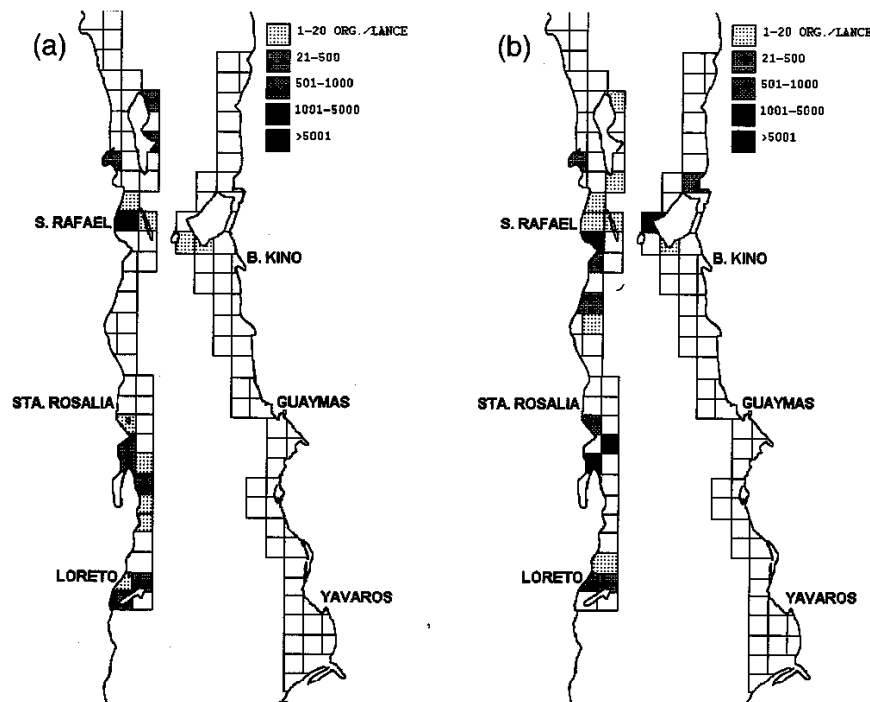 (a)
1-20 ORG./LANCE
21-500
501-1000
1001-5000
>5001
S. RAFAEL
B. KINO
STA. ROSALIA
GUAYMAS
LORETO
YAVAROS
(b)
1-20 ORG./LANCE
21-500
501-1000
1001-5000
>5001
S. RAFAEL
B. KINO
STA. ROSALIA
GUAYMAS
LORETO
YAVAROS